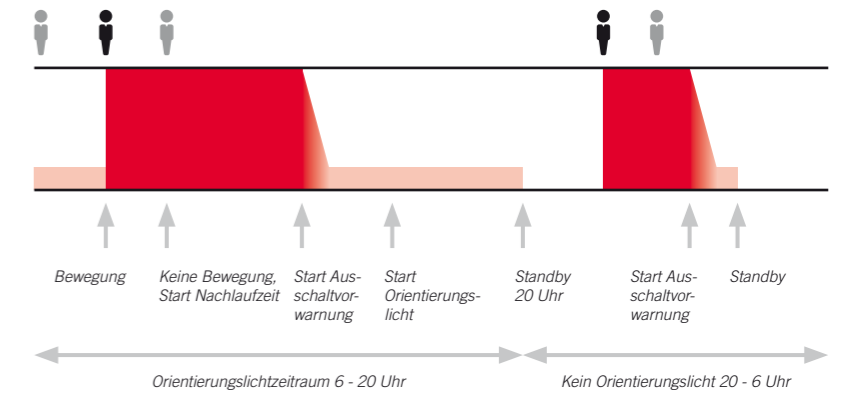 Bewegung
Keine Bewegung,
Start Nachlaufzeit
Start Aus-
schaltvor-
warnung
Start
Orientierungs-
licht
Standby
20 Uhr
Start Aus-
schaltvor-
warnung
Standby
Orientierungslichtzeitraum 6 - 20 Uhr
Kein Orientierungslicht 20 - 6 Uhr